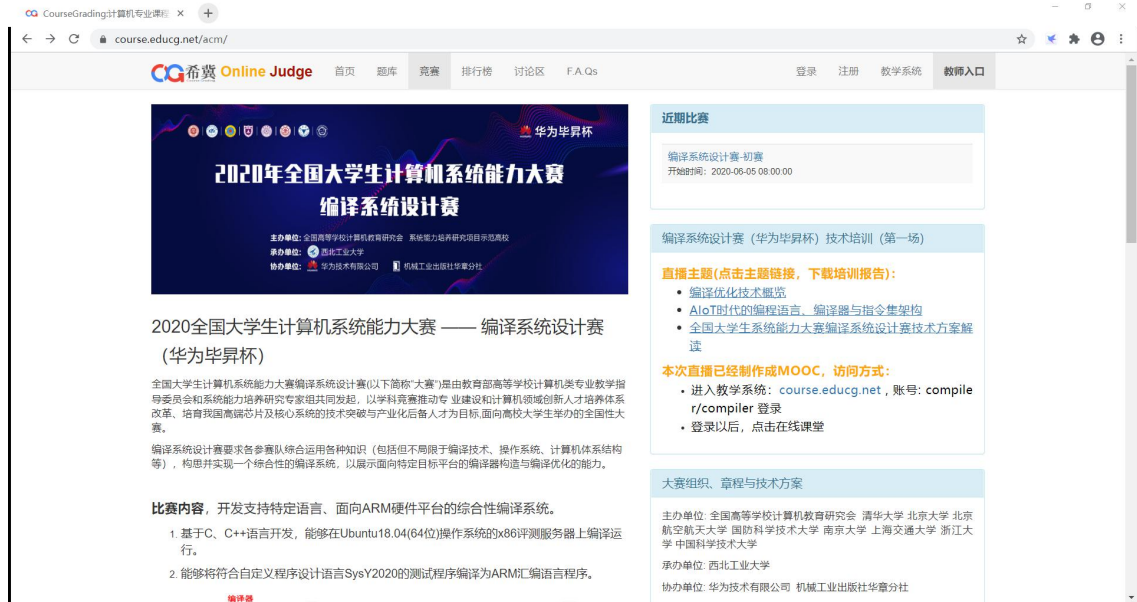 CourseGrading:计算机专业课程
course.educg.net/acm/
CG希冀 Online Judge 首页 题库 竞赛 排行榜 讨论区 F.A.Qs 登录 注册 教学系统 教师入口
华为毕昇杯
2020年全国大学生计算机系统能力大赛
编译系统设计赛
主办单位: 全国高等学校计算机教育研究会 系统能力培养研究项目示范高校
承办单位: 西北工业大学
协办单位: 华为技术有限公司 机械工业出版社华章分社
2020全国大学生计算机系统能力大赛 —— 编译系统设计赛
（华为毕昇杯）
全国大学生计算机系统能力大赛编译系统设计赛(以下简称“大赛”)是由教育部高等学校计算机类专业教学指
导委员会和系统能力培养研究专家组共同发起，以学科竞赛推动专 业建设和计算机领域创新人才培养体系
改革、培育我国高端芯片及核心系统的技术突破与产业化后备人才为目标,面向高校大学生举办的全国性大
赛。
编译系统设计赛要求各参赛队综合运用各种知识（包括但不局限于编译技术、操作系统、计算机体系结构
等），构思并实现一个综合性的编译系统，以展示面向特定目标平台的编译器构造与编译优化的能力。
比赛内容，开发支持特定语言、面向ARM硬件平台的综合性编译系统。
1. 基于C、C++语言开发，能够在Ubuntu18.04(64位)操作系统的x86评测服务器上编译运
行。
2. 能够将符合自定义程序设计语言SysY2020的测试程序编译为ARM汇编语言程序。
编译器
近期比赛
编译系统设计赛-初赛
开始时间：2020-06-05 08:00:00
编译系统设计赛（华为毕昇杯）技术培训（第一场）
直播主题(点击主题链接，下载培训报告)：
• 编译优化技术概览
• AIoT时代的编程语言、编译器与指令集架构
• 全国大学生系统能力大赛编译系统设计赛技术方案解
读
本次直播已经制作成MOOC，访问方式：
• 进入教学系统：course.educg.net , 账号: compile
r/compiler 登录
• 登录以后，点击在线课堂
大赛组织、章程与技术方案
主办单位: 全国高等学校计算机教育研究会 清华大学 北京大学 北京
航空航天大学 国防科学技术大学 南京大学 上海交通大学 浙江大
学 中国科学技术大学
承办单位: 西北工业大学
协办单位: 华为技术有限公司 机械工业出版社华章分社